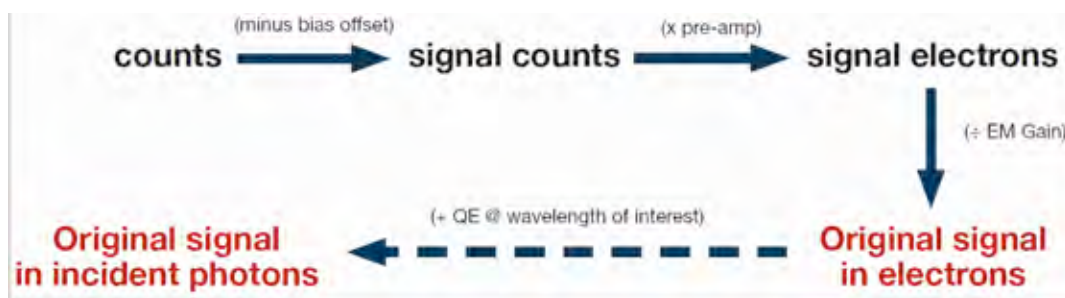 (minus bias offset)
(x pre-amp)
counts
signal counts
signal electrons
(÷ EM Gain)
(+ QE @ wavelength of interest)
Original signal
in electrons
Original signal
in incident photons